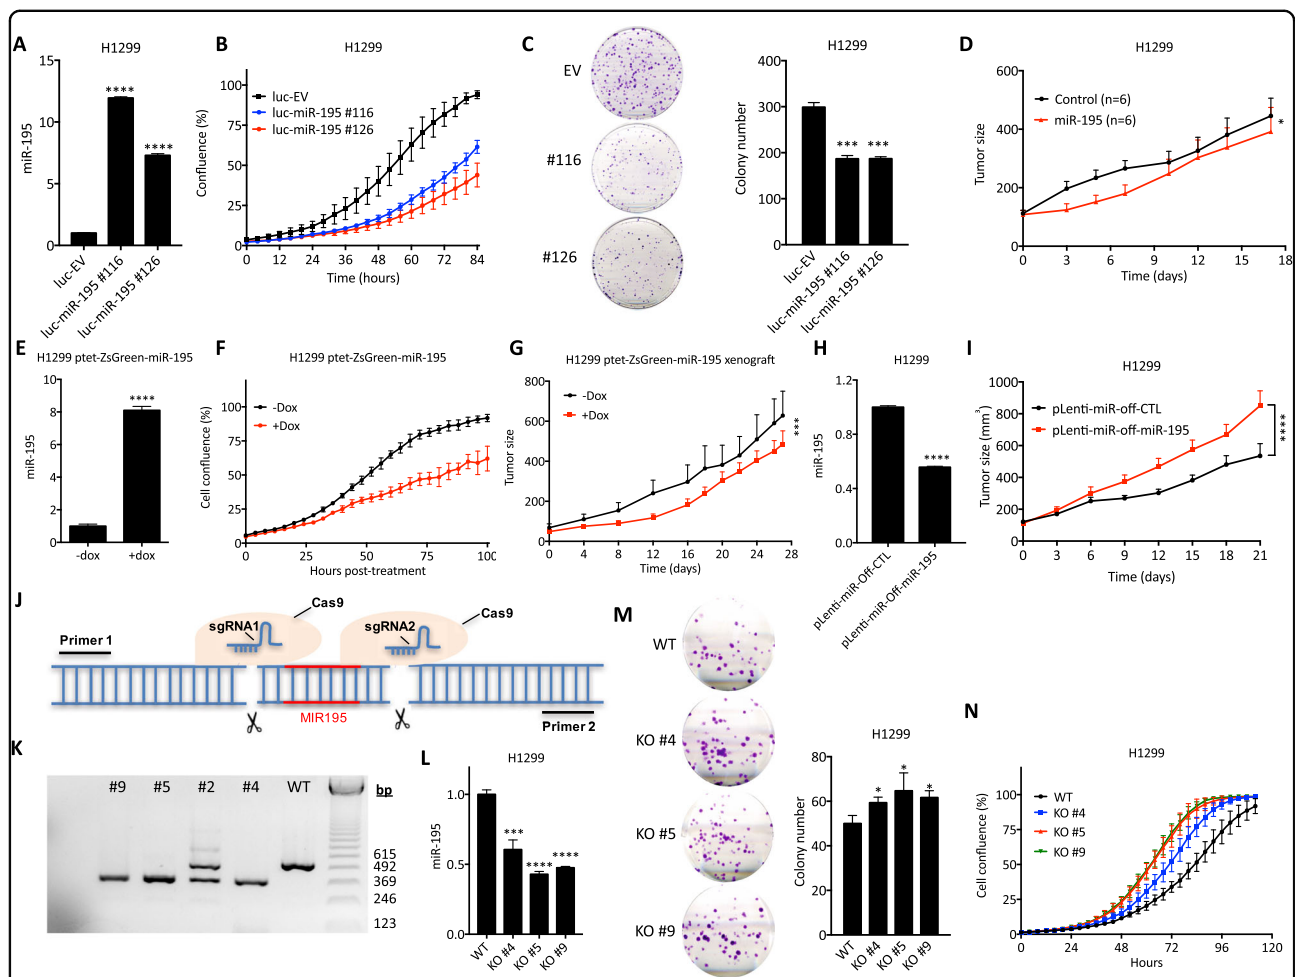 A
H1299
15
10
5
0
miR-195
****
****
luc-EV
luc-miR-195 #116
luc-miR-195 #126
B
H1299
100
75
50
25
0
Confluence (%)
luc-EV
luc-miR-195 #116
luc-miR-195 #126
0 12 24 36 48 60 72 84
Time (hours)
C
EV
#116
#126
H1299
400
300
200
100
0
Colony number
*** ***
luc-EV
luc-miR-195 #116
luc-miR-195 #126
D
H1299
600
400
200
0
Tumor size
Control (n=6)
miR-195 (n=6)
*
0 3 6 9 12 15 18
Time (days)
E
H1299 ptet-ZsGreen-miR-195
10
8
6
4
2
0
miR-195
****
-dox +dox
F
H1299 ptet-ZsGreen-miR-195
100
75
50
25
0
Cell confluence (%)
-Dox
+Dox
0 25 50 75 100
Hours post-treatment
G
H1299 ptet-ZsGreen-miR-195 xenograft
800
600
400
200
0
Tumor size
-Dox
+Dox
***
0 4 8 12 16 20 24 28
Time (days)
H
H1299
1.2
0.9
0.6
0.3
0.0
miR-195
****
pLenti-miR-Off-CTL
pLenti-miR-Off-miR-195
I
H1299
1000
800
600
400
200
0
Tumor size (mm³)
pLenti-miR-off-CTL
pLenti-miR-off-miR-195
****
0 3 6 9 12 15 18 21
Time (days)
J
Primer 1
sgRNA1
Cas9
sgRNA2
Cas9
MIR195
Primer 2
K
#9 #5 #2 #4 WT
bp
615
492
369
246
123
L
H1299
1.0
0.5
0.0
miR-195
***
****
****
WT
KO #4
KO #5
KO #9
M
WT
KO #4
KO #5
KO #9
H1299
80
60
40
20
0
Colony number
* * *
WT
KO #4
KO #5
KO #9
N
H1299
100
75
50
25
0
Cell confluence (%)
WT
KO #4
KO #5
KO #9
0 24 48 72 96 120
Hours